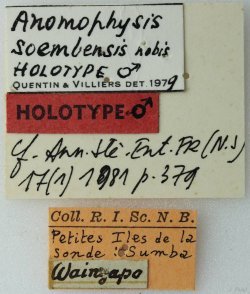 Anomophysis
soembensis nobis
HOLOTYPE ♂
QUENTIN & VILLIERS DET. 1979
HOLOTYPE ♂
cf. Ann. Sté. Ent. FR (N.S)
17(1) 1981 p. 379
Coll. R. I. Sc. N. B.
Petites Iles de la
sonde : Sumba
Waingapo